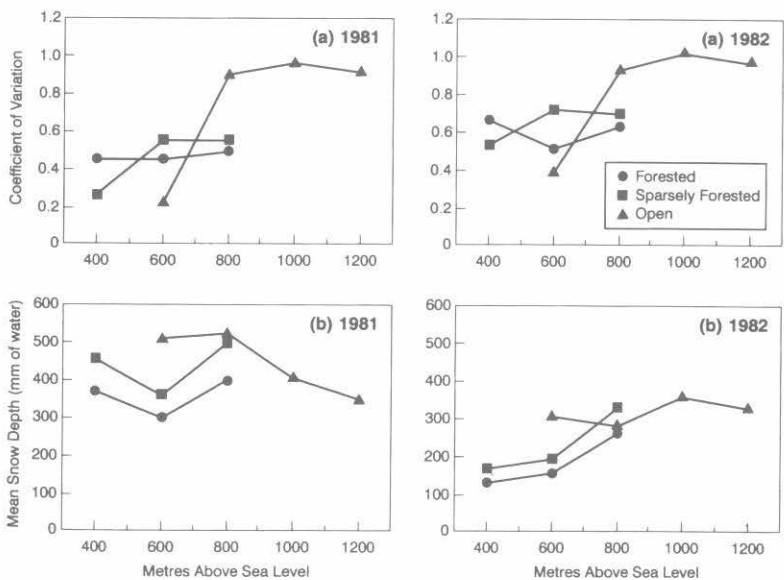 (a) 1981
Coefficient of Variation
1.2
1.0
0.8
0.6
0.4
0.2
0
400 600 800 1000 1200
(a) 1982
1.2
1.0
0.8
0.6
0.4
0.2
0
Forested
Sparsely Forested
Open
400 600 800 1000 1200
(b) 1981
Mean Snow Depth (mm of water)
600
500
400
300
200
100
0
400 600 800 1000 1200
Metres Above Sea Level
(b) 1982
600
500
400
300
200
100
0
400 600 800 1000 1200
Metres Above Sea Level